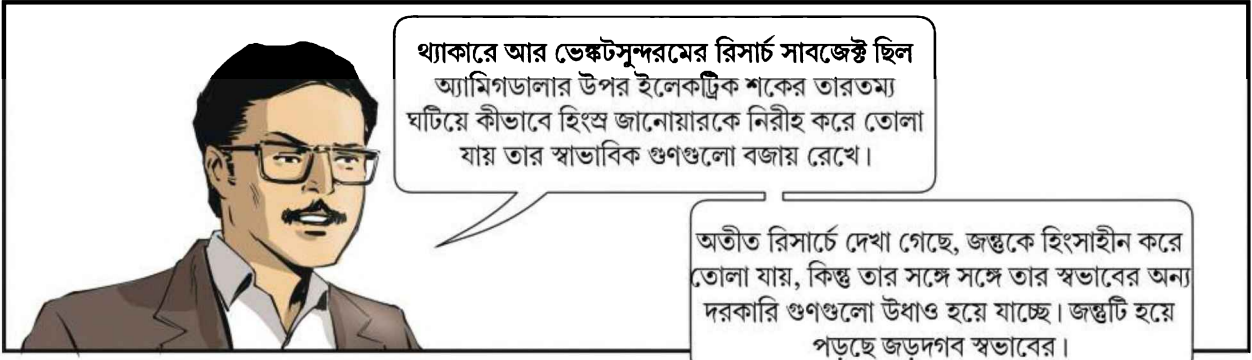 থ্যাকারে আর ভেঙ্কটসুন্দরমের রিসার্চ সাবজেক্ট ছিল
অ্যামিগডালার উপর ইলেকট্রিক শকের তারতম্য
ঘটিয়ে কীভাবে হিংস্র জানোয়ারকে নিরীহ করে তোলা
যায় তার স্বাভাবিক গুণগুলো বজায় রেখে।
অতীত রিসার্চে দেখা গেছে, জন্তুকে হিংসাহীন করে
তোলা যায়, কিন্তু তার সঙ্গে সঙ্গে তার স্বভাবের অন্য
দরকারি গুণগুলো উধাও হয়ে যাচ্ছে। জন্তুটি হয়ে
পড়ছে জড়দগব স্বভাবের।